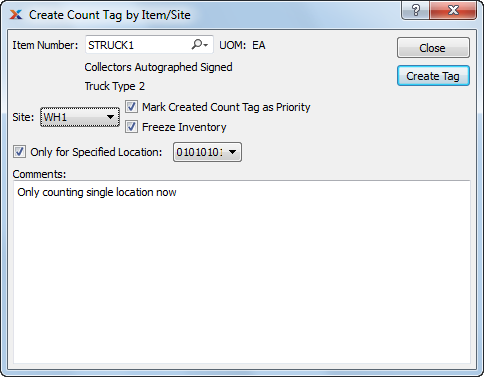 Create Count Tag by Item/Site
Item Number: STRUCK1 UOM: EA
Close
Collectors Autographed Signed
Create Tag
Truck Type 2
Site: WH1
Mark Created Count Tag as Priority
Freeze Inventory
Only for Specified Location:
Comments:
Only counting single location now